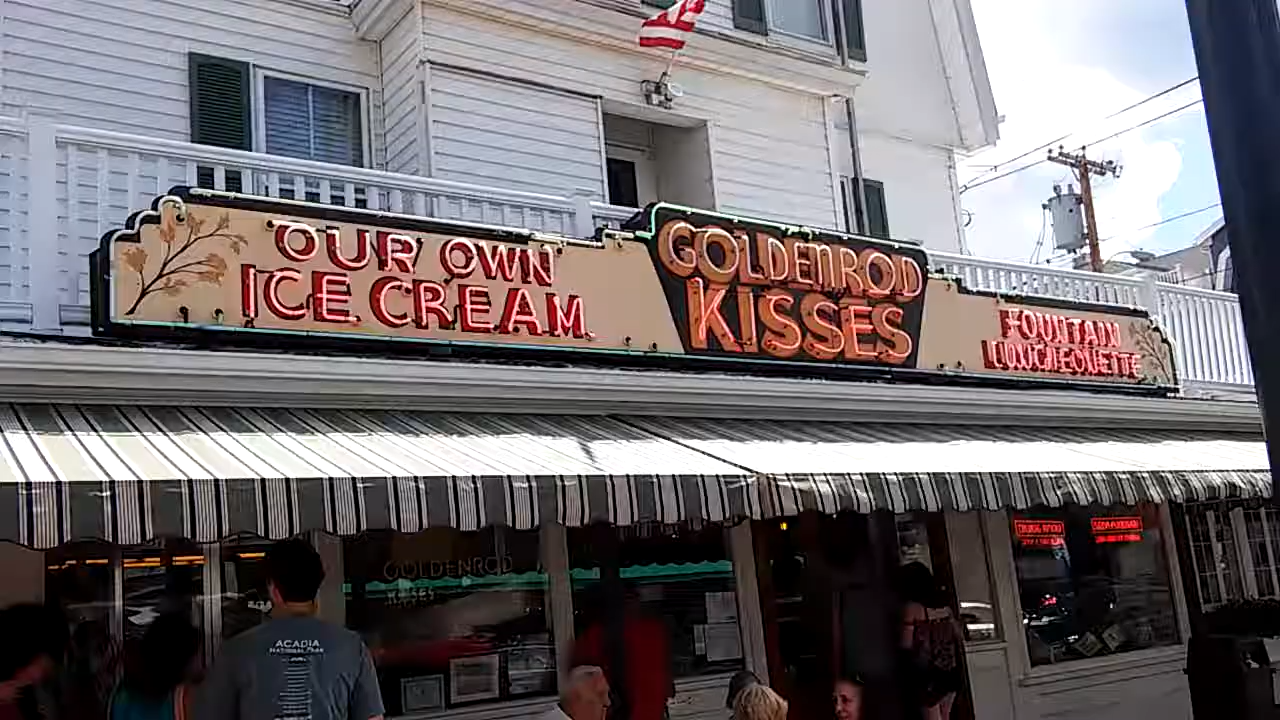 OUR OWN
ICE CREAM
GOLDENROD
KISSES
FOUNTAIN
LUNCHEONETTE
GOLDENROD
KISSES
ACADIA
NATIONAL PARK